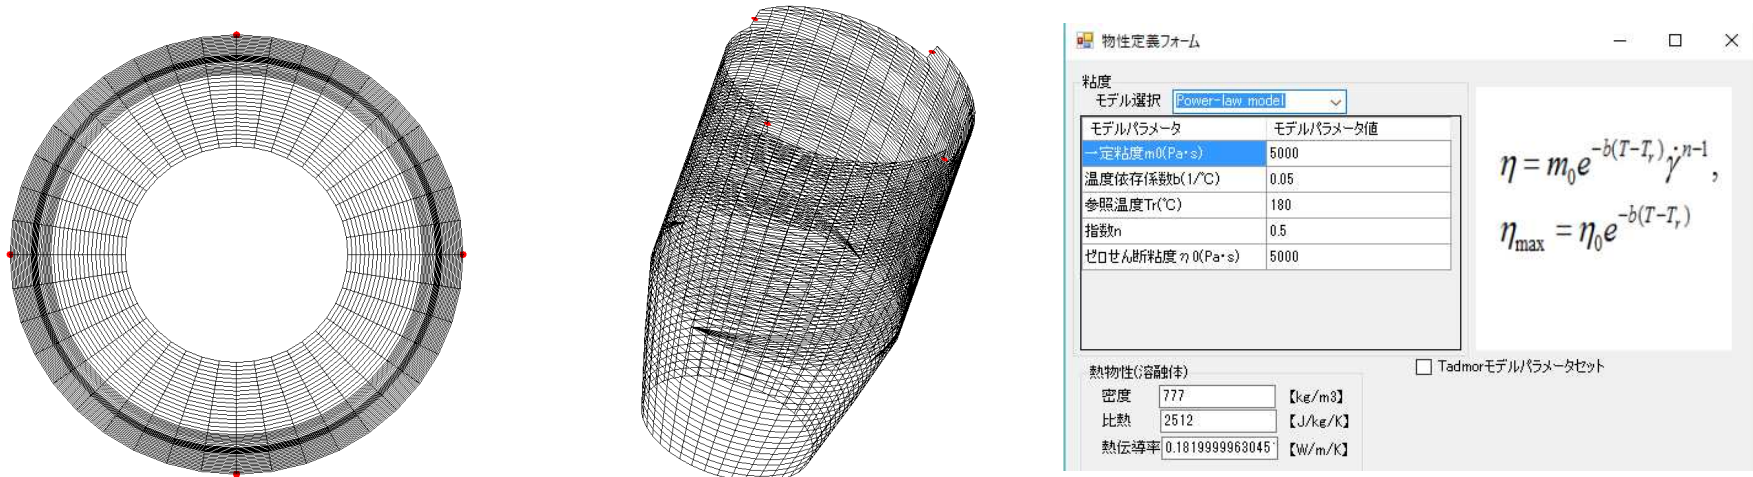 物性定義フォーム
粘度
モデル選択 Power-law model
モデルパラメータ モデルパラメータ値
一定粘度m0(Pa・s) 5000
温度依存係数b(1/℃) 0.05
参照温度Tr(℃) 180
指数n 0.5
ゼロせん断粘度η0(Pa・s) 5000
η = m₀e^{-b(T-T_r)} γ̇^{n-1},
η_max = η₀e^{-b(T-T_r)}
Tadmorモデルパラメータセット
熱物性(溶融体)
密度 777 【kg/m3】
比熱 2512 【J/kg/K】
熱伝導率 0.1819999963045 【W/m/K】